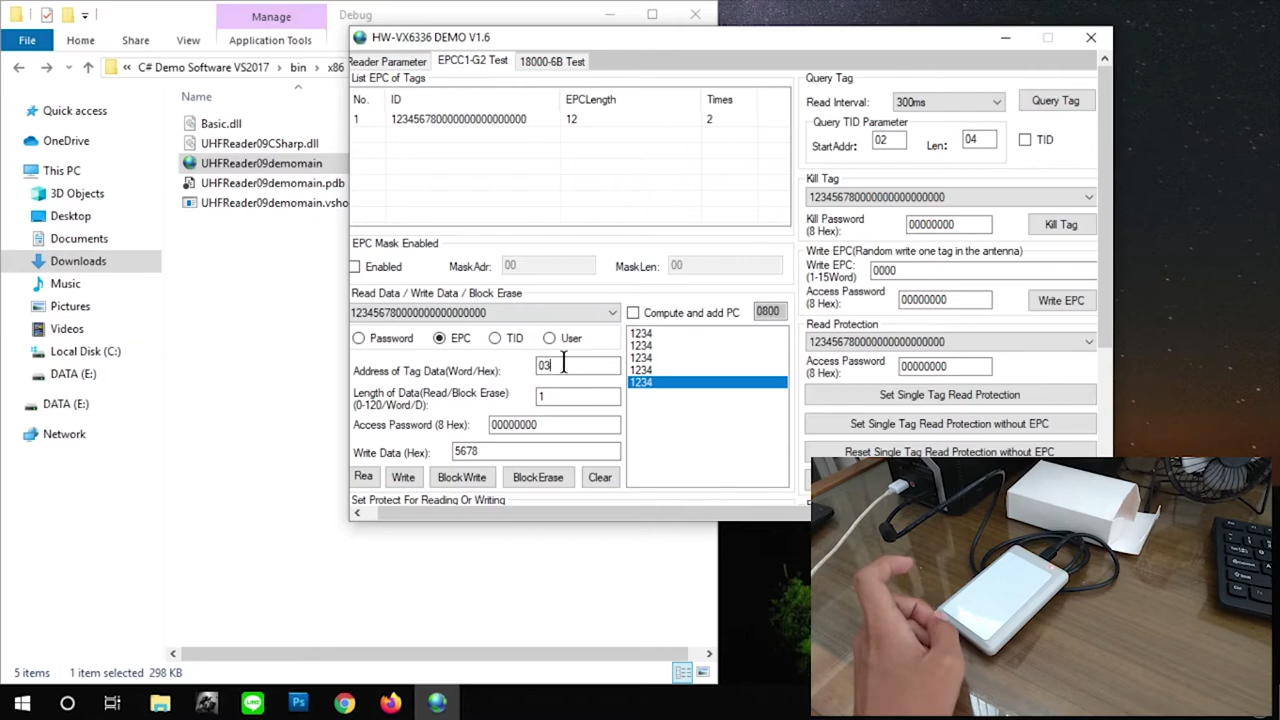 Manage
Debug
File
Home
Share
View
Application Tools
« C# Demo Software VS2017 > bin > x86
Quick access
OneDrive
This PC
3D Objects
Desktop
Documents
Downloads
Music
Pictures
Videos
Local Disk (C:)
DATA (E:)
DATA (E:)
Network
Name
Basic.dll
UHFReader09CSharp.dll
UHFReader09demomain
UHFReader09demomain.pdb
UHFReader09demomain.vsho
5 items
1 item selected 298 KB
HW-VX6336 DEMO V1.6
Reader Parameter
EPCC1-G2 Test
18000-6B Test
List EPC of Tags
No. ID EPCLength Times
1 123456780000000000000000 12 2
EPC Mask Enabled
Enabled
MaskAdr: 00
MaskLen: 00
Read Data / Write Data / Block Erase
123456780000000000000000
Compute and add PC
0800
Password
EPC
TID
User
Address of Tag Data(Word/Hex): 03
Length of Data(Read/Block Erase)
(0-120/Word/D):
1
Access Password (8 Hex): 00000000
Write Data (Hex): 5678
Rea
Write
BlockWrite
BlockErase
Clear
1234
1234
1234
1234
1234
Set Protect For Reading Or Writing
Query Tag
Read Interval: 300ms
Query Tag
Query TID Parameter
StartAddr: 02
Len: 04
TID
Kill Tag
123456780000000000000000
Kill Password
(8 Hex):
00000000
Kill Tag
Write EPC(Random write one tag in the antenna)
Write EPC:
(1-15Word)
0000
Access Password
(8 Hex):
00000000
Write EPC
Read Protection
123456780000000000000000
Access Password
(8 Hex):
00000000
Set Single Tag Read Protection
Set Single Tag Read Protection without EPC
Reset Single Tag Read Protection without EPC